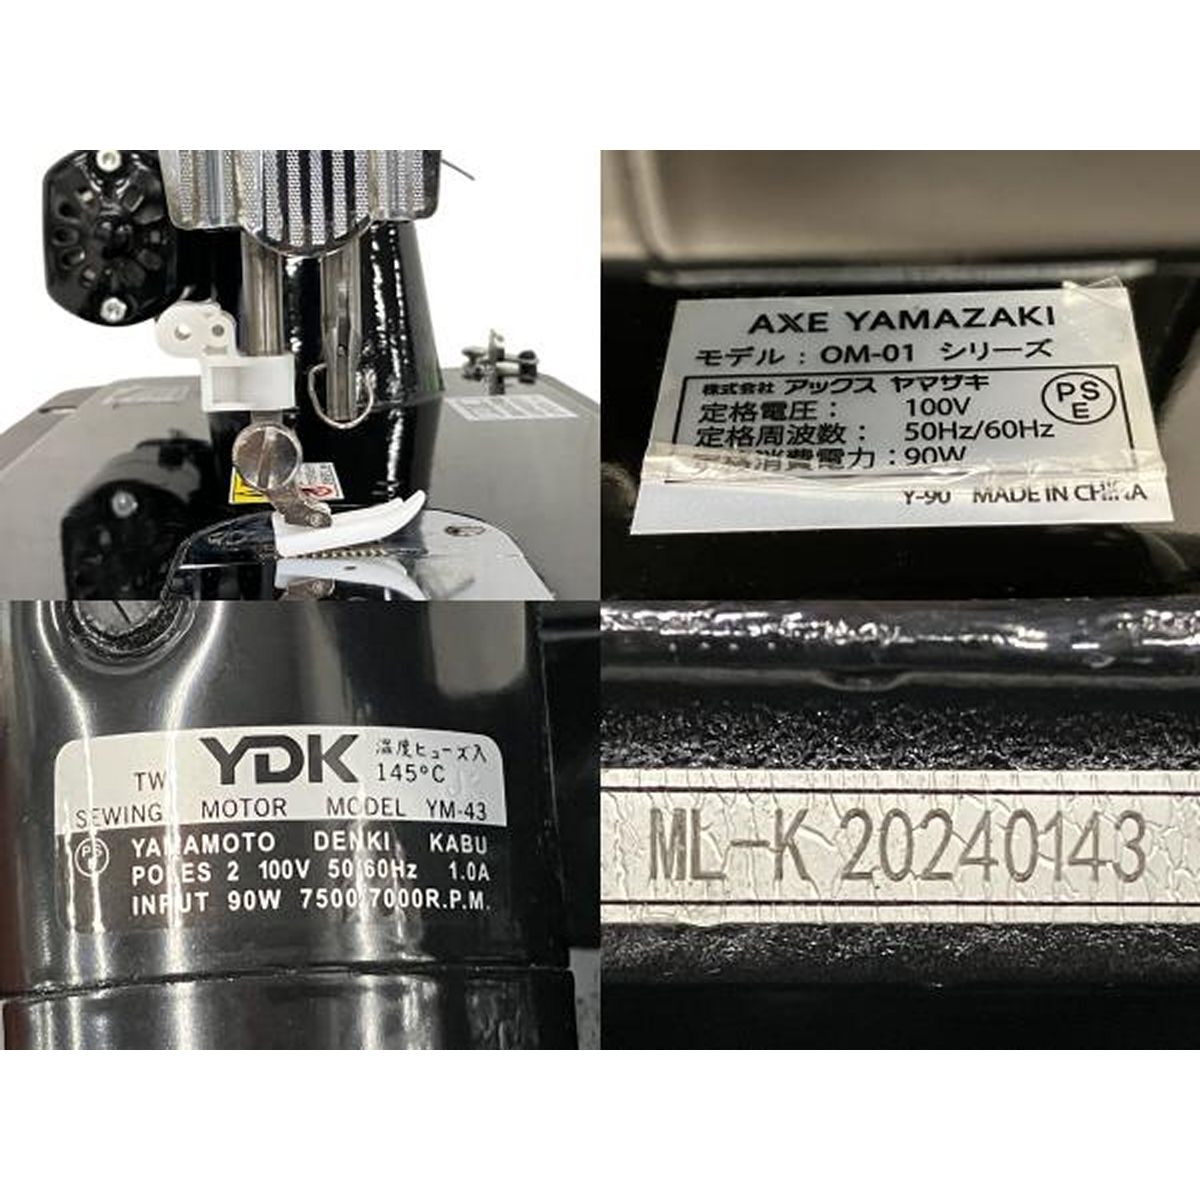 AXE YAMAZAKI
モデル : OM-01 シリーズ
株式会社 アックス ヤマザキ
定格電圧： 100V
定格周波数： 50Hz/60Hz
定格消費電力：90W
PS
E
Y-90 MADE IN CHINA
YDK 温度ヒューズ入
TW 145°C
SEWING MOTOR MODEL YM-43
YAMAMOTO DENKI KABU
POLES 2 100V 50/60Hz 1.0A
INPUT 90W 7500/7000R.P.M.
ML-K 20240143